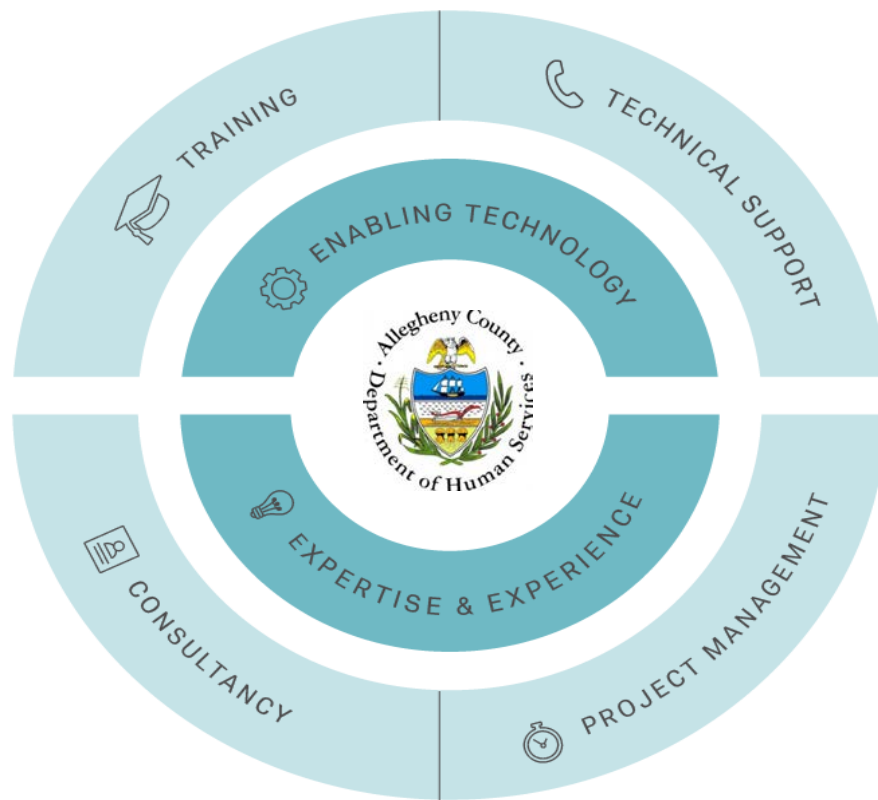 TRAINING
TECHNICAL SUPPORT
ENABLING TECHNOLOGY
· Allegheny County ·
Department of Human Services
EXPERTISE & EXPERIENCE
CONSULTANCY
PROJECT MANAGEMENT